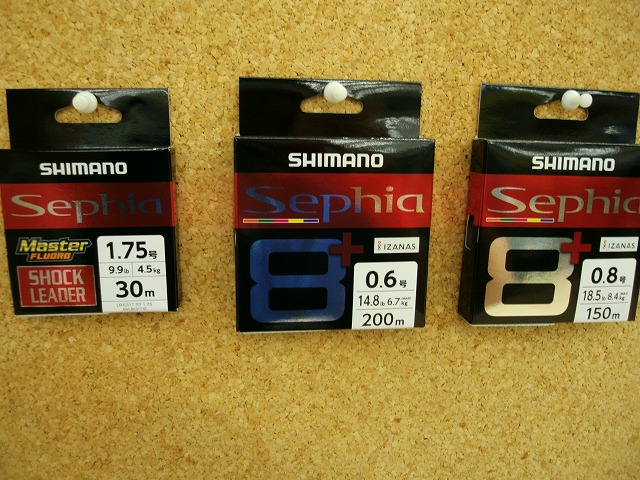 SHIMANO
Sephia
Master
FLUORO
SHOCK
LEADER
1.75号
9.9lb 4.5kg
30m
SHIMANO
Sephia
8+
IZANAS
0.6号
14.8lb 6.7kg MAX
200m
SHIMANO
Sephia
8+
IZANAS
0.8号
18.5lb 8.4kg MAX
150m